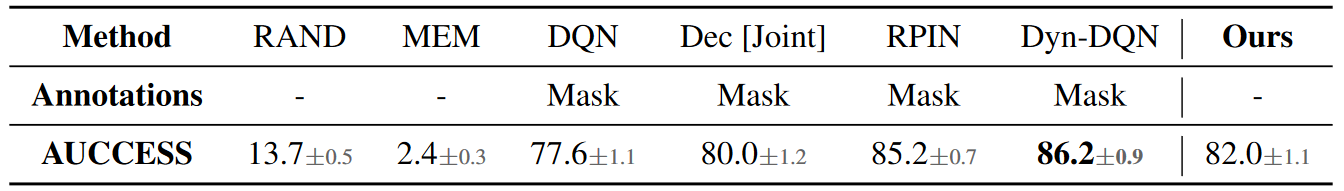 Method RAND MEM DQN Dec [Joint] RPIN Dyn-DQN Ours
Annotations - - Mask Mask Mask Mask -
AUCCESS 13.7±0.5 2.4±0.3 77.6±1.1 80.0±1.2 85.2±0.7 86.2±0.9 82.0±1.1